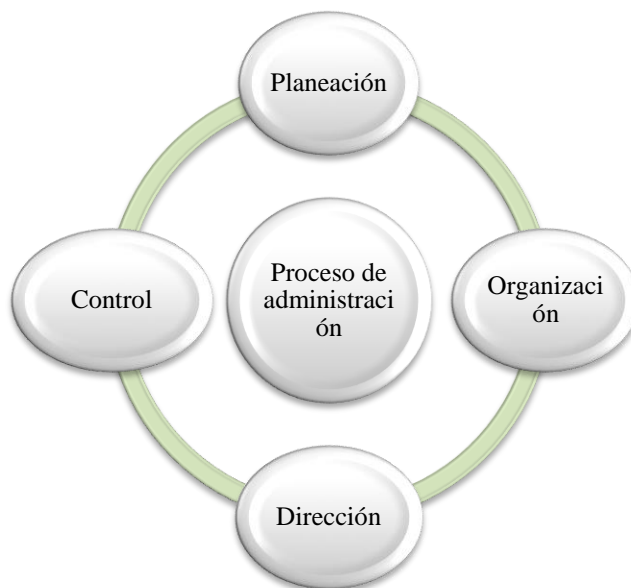 Planeación
Control
Proceso de
administraci
ón
Organizaci
ón
Dirección